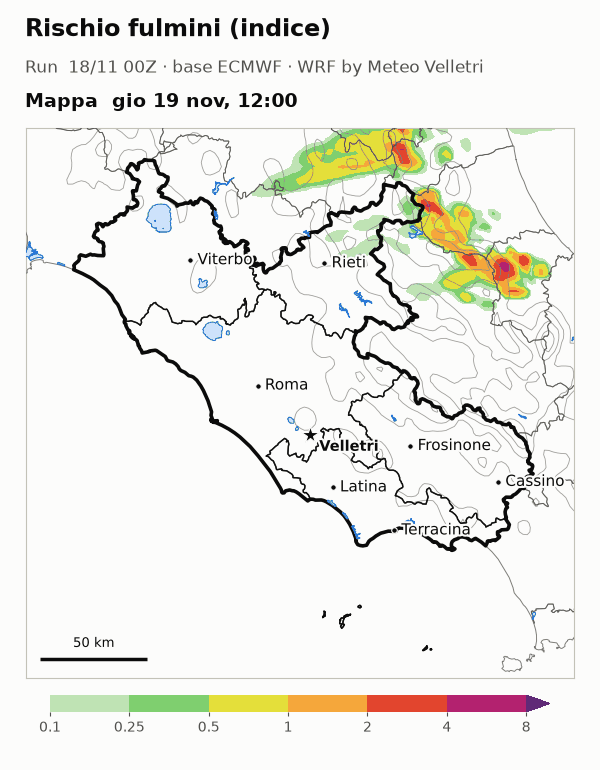 Rischio fulmini (indice)
Run  18/11 00Z · base ECMWF · WRF by Meteo Velletri
Mappa  gio 19 nov, 12:00
Viterbo
Rieti
Roma
Velletri
Frosinone
Latina
Cassino
Terracina
50 km
0.1 0.25 0.5 1 2 4 8